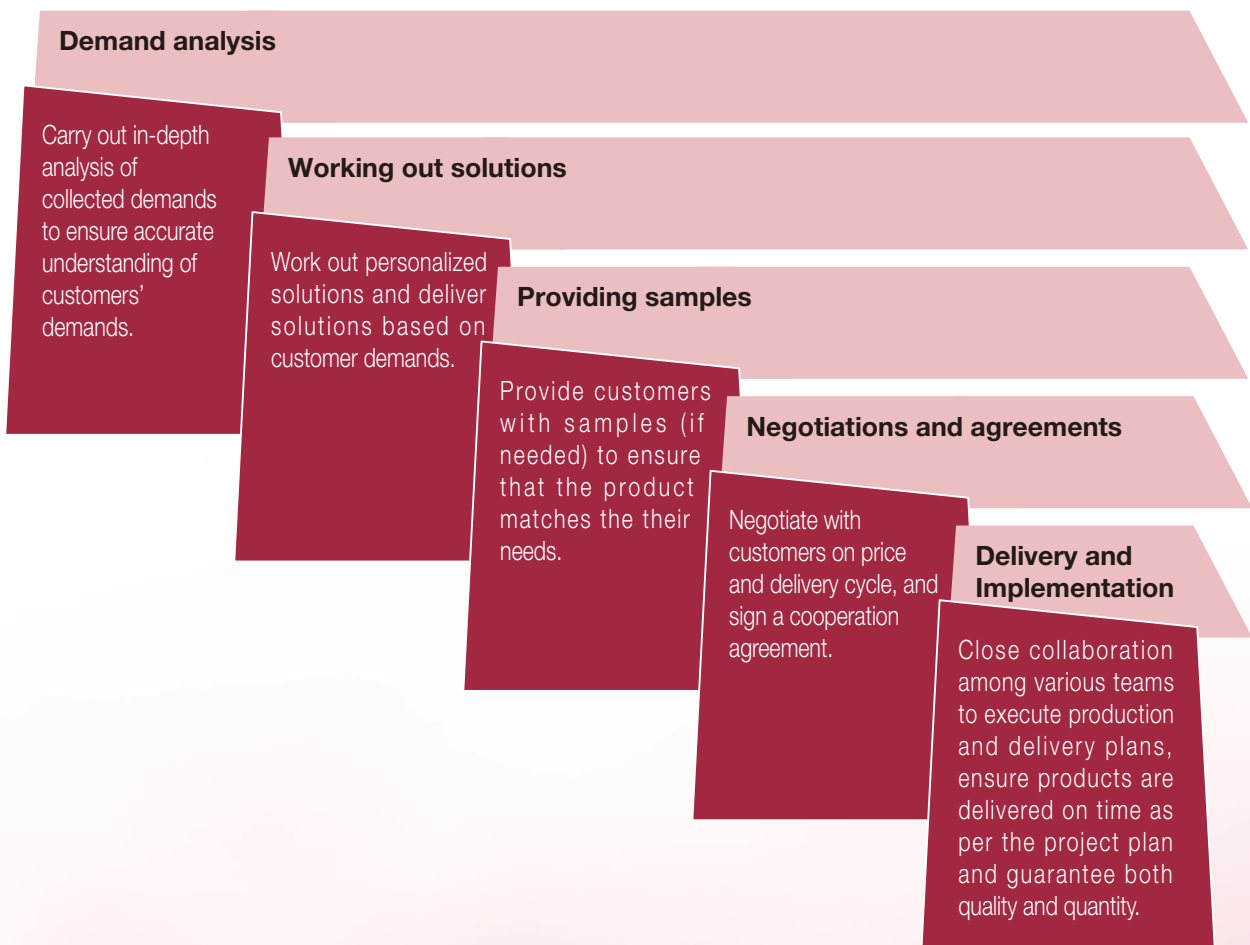 Demand analysis
Carry out in-depth
analysis of
collected demands
to ensure accurate
understanding of
customers’
demands.
Working out solutions
Work out personalized
solutions and deliver
solutions based on
customer demands.
Providing samples
Provide customers
with samples (if
needed) to ensure
that the product
matches the their
needs.
Negotiations and agreements
Negotiate with
customers on price
and delivery cycle, and
sign a cooperation
agreement.
Delivery and
Implementation
Close collaboration
among various teams
to execute production
and delivery plans,
ensure products are
delivered on time as
per the project plan
and guarantee both
quality and quantity.